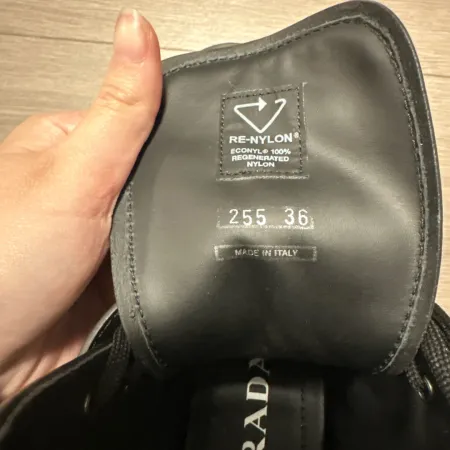 RE-NYLON®
ECONYL® 100%
REGENERATED
NYLON
255 36
MADE IN ITALY
RADA